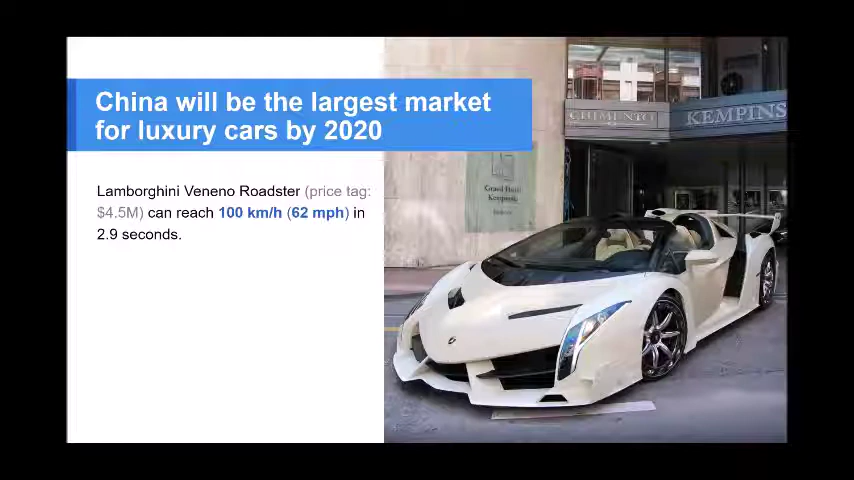 China will be the largest market
for luxury cars by 2020
Lamborghini Veneno Roadster (price tag:
$4.5M) can reach 100 km/h (62 mph) in
2.9 seconds.
CHIMENTO
KEMPINS
Grand Hotel
Kempinski